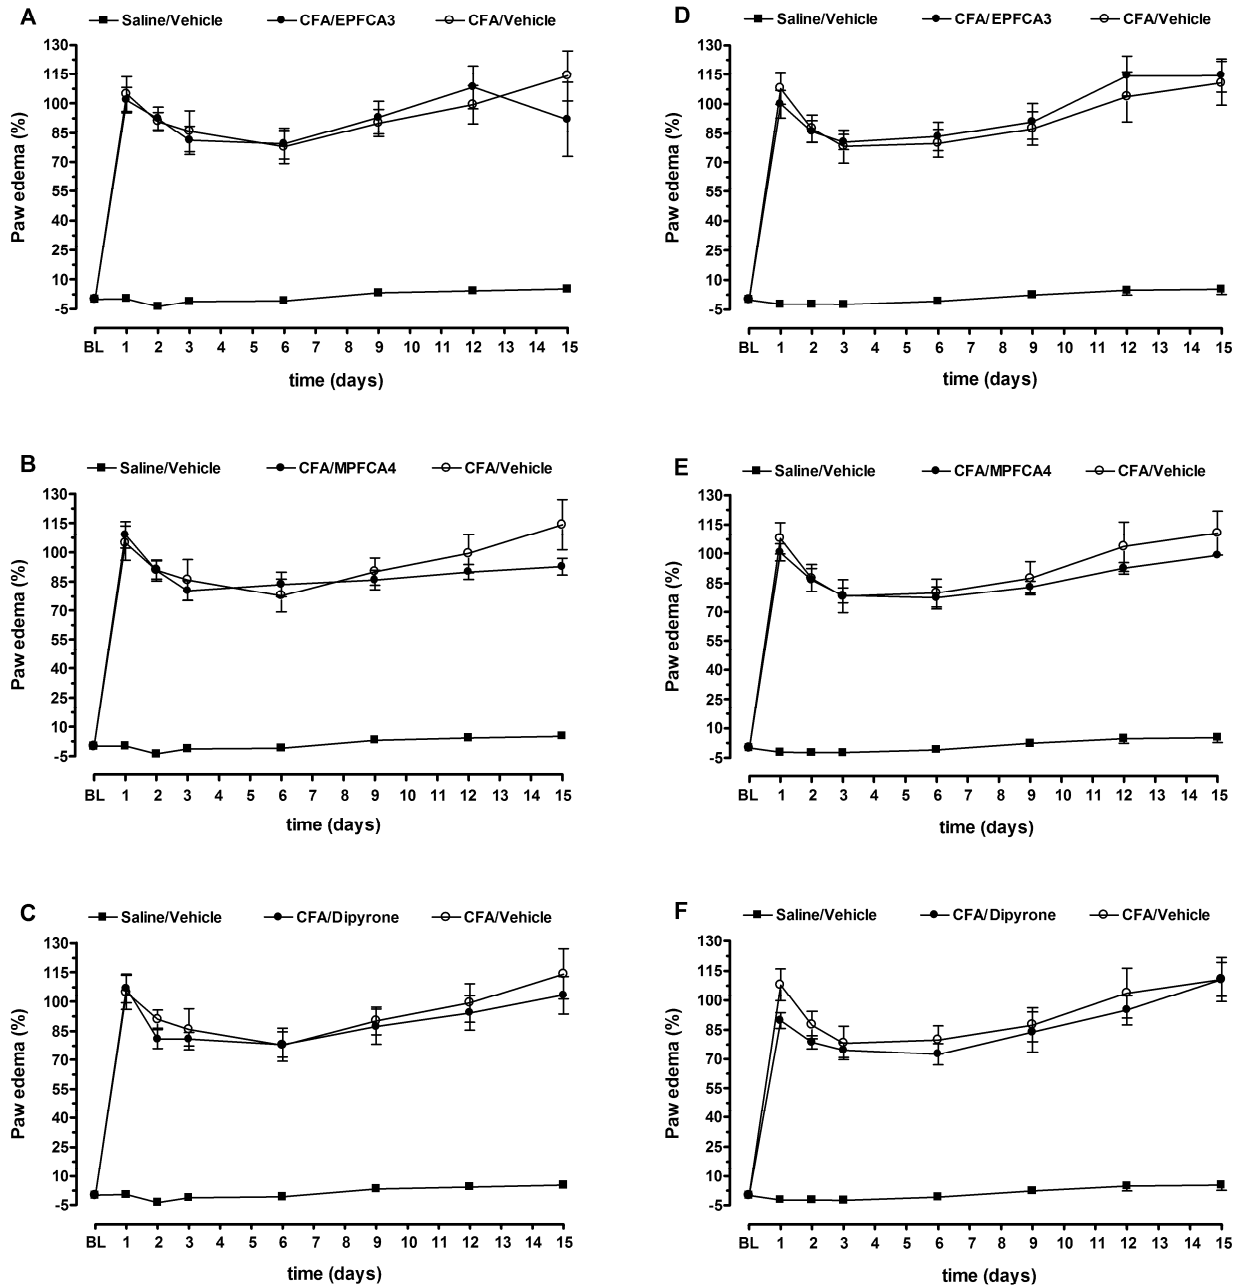 A
Saline/Vehicle CFA/EPFCA3 CFA/Vehicle
130
115
100
85
70
55
40
25
10
-5
Paw edema (%)
BL 1 2 3 4 5 6 7 8 9 10 11 12 13 14 15
time (days)
D
Saline/Vehicle CFA/EPFCA3 CFA/Vehicle
130
115
100
85
70
55
40
25
10
-5
Paw edema (%)
BL 1 2 3 4 5 6 7 8 9 10 11 12 13 14 15
time (days)
B
Saline/Vehicle CFA/MPFCA4 CFA/Vehicle
130
115
100
85
70
55
40
25
10
-5
Paw edema (%)
BL 1 2 3 4 5 6 7 8 9 10 11 12 13 14 15
time (days)
E
Saline/Vehicle CFA/MPFCA4 CFA/Vehicle
130
115
100
85
70
55
40
25
10
-5
Paw edema (%)
BL 1 2 3 4 5 6 7 8 9 10 11 12 13 14 15
time (days)
C
Saline/Vehicle CFA/Dipyrone CFA/Vehicle
130
115
100
85
70
55
40
25
10
-5
Paw edema (%)
BL 1 2 3 4 5 6 7 8 9 10 11 12 13 14 15
time (days)
F
Saline/Vehicle CFA/Dipyrone CFA/Vehicle
130
115
100
85
70
55
40
25
10
-5
Paw edema (%)
BL 1 2 3 4 5 6 7 8 9 10 11 12 13 14 15
time (days)